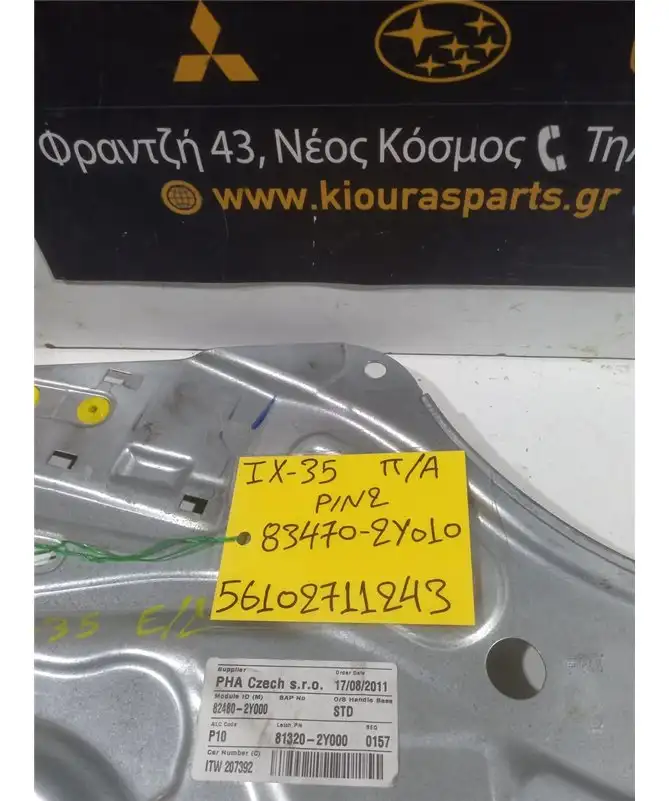 Φραντζή 43, Νέος Κόσμος Τηλ
www.kiourasparts.gr
IX-35 Π/Α
PIN2
83470-2Y010
56102711243
-35 Ε/Δ
Supplier Order Date
PHA Czech s.r.o. 17/08/2011
Module ID (M) BAP No O/S Handle Base
82480-2Y000 STD
ALC Code Latch P/N SEQ
P10 81320-2Y000 0157
Car Number (C)
ITW 207392